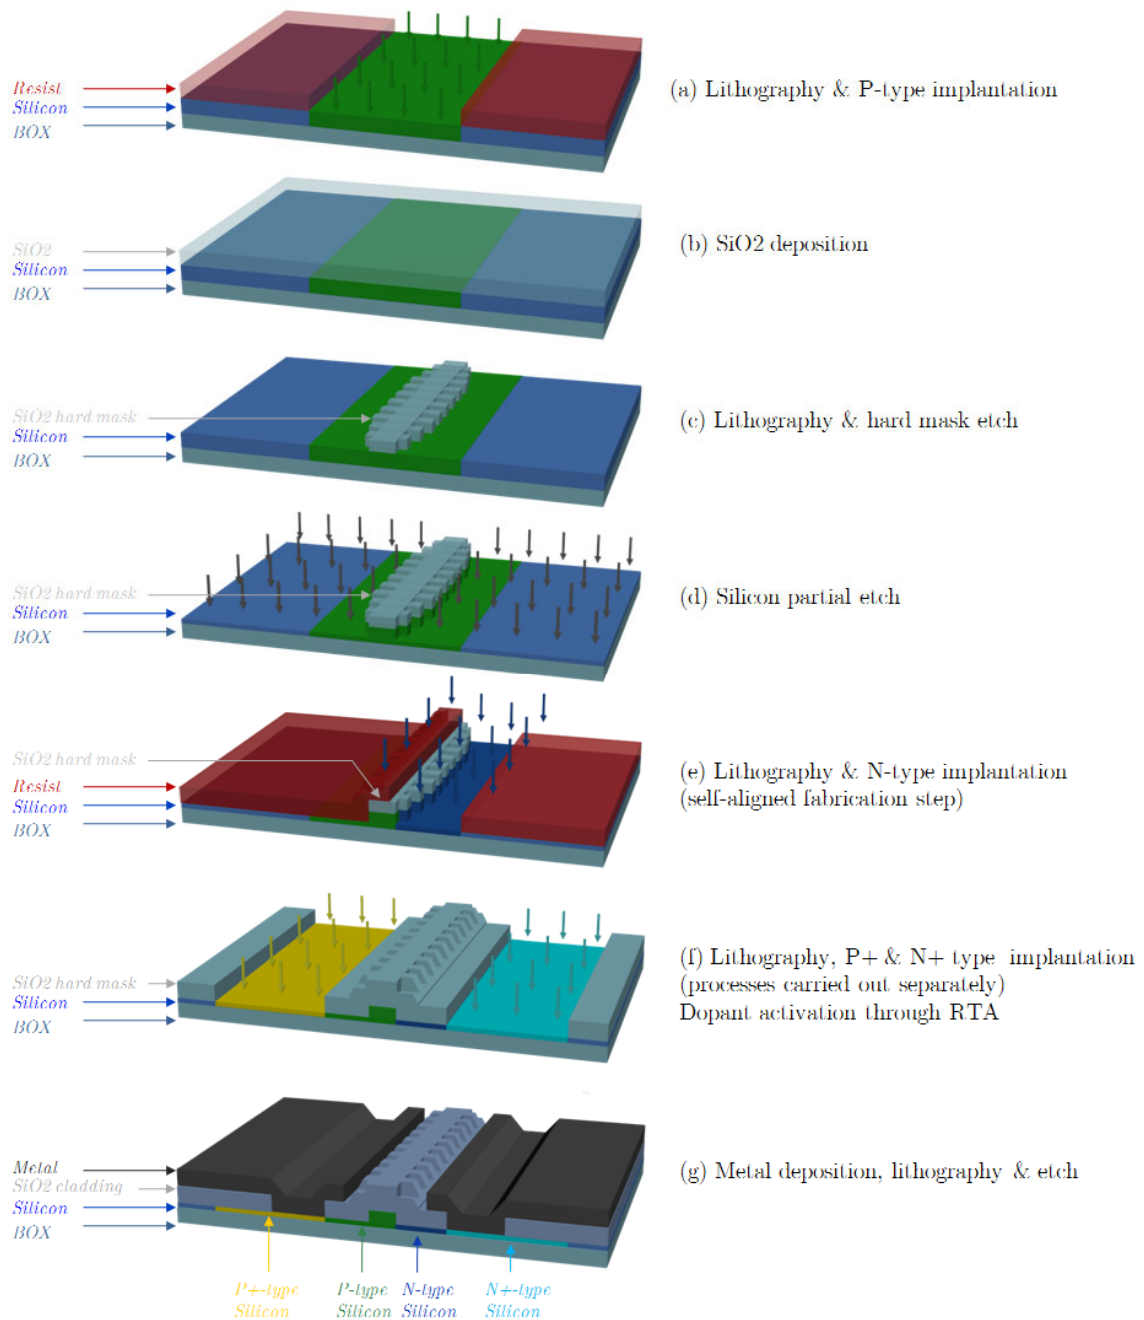 (a) Lithography & P-type implantation
Resist
Silicon
BOX
(b) SiO2 deposition
SiO2
Silicon
BOX
(c) Lithography & hard mask etch
SiO2 hard mask
Silicon
BOX
(d) Silicon partial etch
SiO2 hard mask
Silicon
BOX
(e) Lithography & N-type implantation
(self-aligned fabrication step)
SiO2 hard mask
Resist
Silicon
BOX
(f) Lithography, P+ & N+ type implantation
(processes carried out separately)
Dopant activation through RTA
SiO2 hard mask
Silicon
BOX
(g) Metal deposition, lithography & etch
Metal
SiO2 cladding
Silicon
BOX
P+-type
Silicon
P-type
Silicon
N-type
Silicon
N+-type
Silicon